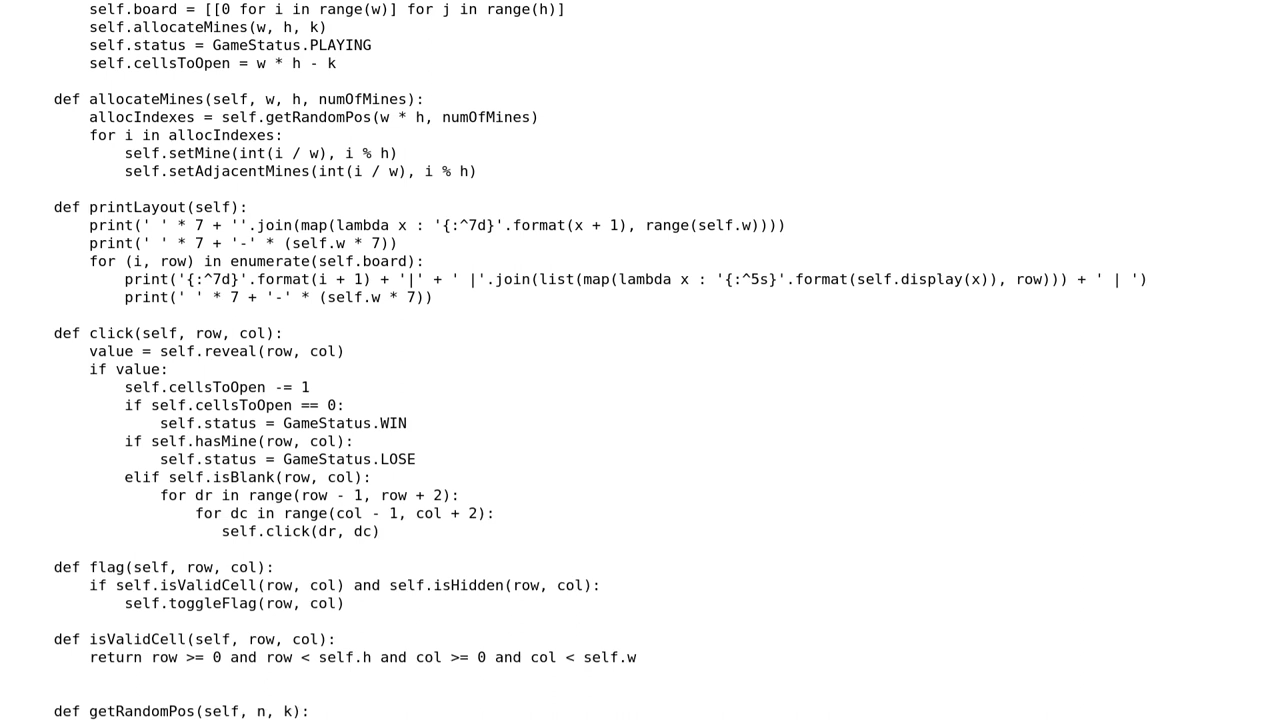 self.board = [[0 for i in range(w)] for j in range(h)]
self.allocateMines(w, h, k)
self.status = GameStatus.PLAYING
self.cellsToOpen = w * h - k
def allocateMines(self, w, h, numOfMines):
allocIndexes = self.getRandomPos(w * h, numOfMines)
for i in allocIndexes:
self.setMine(int(i / w), i % h)
self.setAdjacentMines(int(i / w), i % h)
def printLayout(self):
print(' ' * 7 + ''.join(map(lambda x : '{:^7d}'.format(x + 1), range(self.w))))
print(' ' * 7 + '-' * (self.w * 7))
for (i, row) in enumerate(self.board):
print('{:^7d}'.format(i + 1) + '|' + ' |'.join(list(map(lambda x : '{:^5s}'.format(self.display(x)), row))) + ' | ')
print(' ' * 7 + '-' * (self.w * 7))
def click(self, row, col):
value = self.reveal(row, col)
if value:
self.cellsToOpen -= 1
if self.cellsToOpen == 0:
self.status = GameStatus.WIN
if self.hasMine(row, col):
self.status = GameStatus.LOSE
elif self.isBlank(row, col):
for dr in range(row - 1, row + 2):
for dc in range(col - 1, col + 2):
self.click(dr, dc)
def flag(self, row, col):
if self.isValidCell(row, col) and self.isHidden(row, col):
self.toggleFlag(row, col)
def isValidCell(self, row, col):
return row >= 0 and row < self.h and col >= 0 and col < self.w
def getRandomPos(self, n, k):